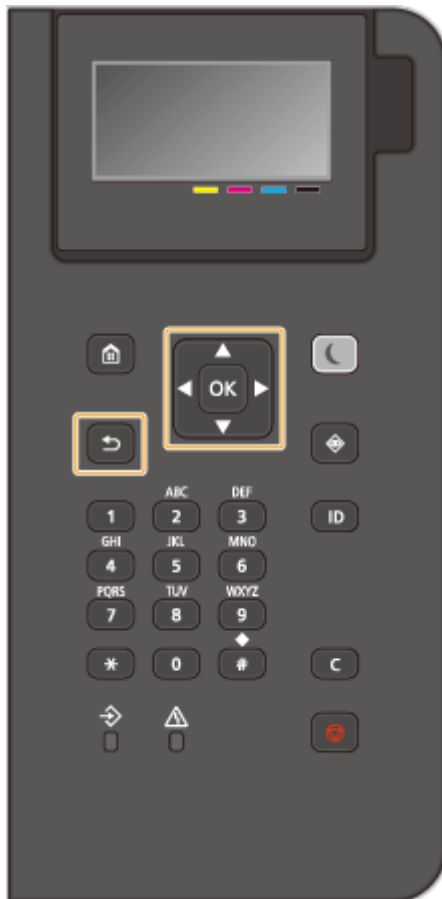 OK
ABC DEF
1 2 3 ID
GHI JKL MNO
4 5 6
PQRS TUV WXYZ
7 8 9
* 0 # C